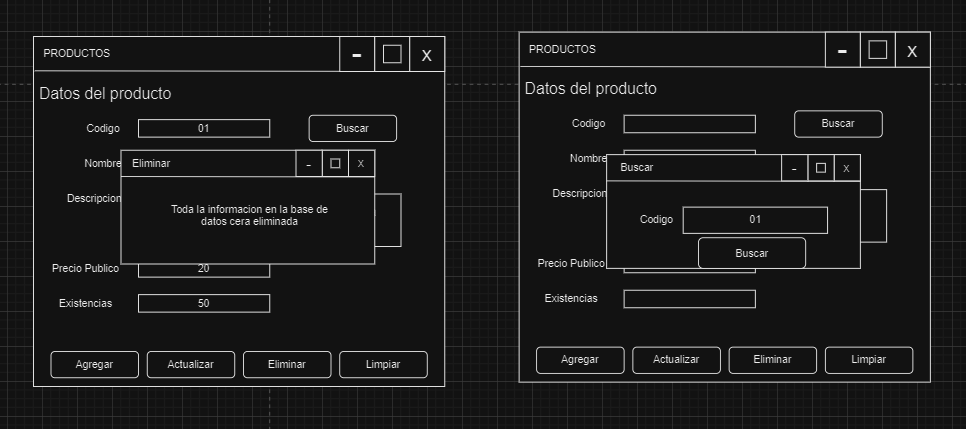 PRODUCTOS
- X
Datos del producto
Codigo 01 Buscar
Nombre
Eliminar - x
Descripcion
Toda la informacion en la base de
datos cera eliminada
Precio Publico 20
Existencias 50
Agregar Actualizar Eliminar Limpiar
PRODUCTOS
- X
Datos del producto
Codigo Buscar
Nombre
Buscar - x
Descripcion
Codigo 01
Buscar
Precio Publico
Existencias
Agregar Actualizar Eliminar Limpiar